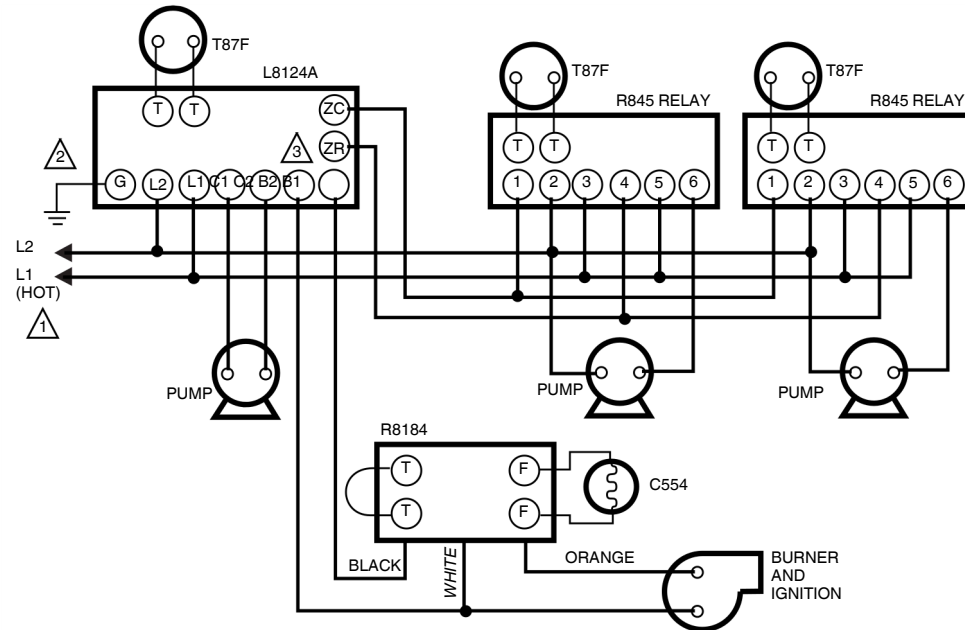 T87F
L8124A
T T
ZC
ZR
2
3
G L2 L1 C1 C2 B2 B1
L2
L1
(HOT)
1
PUMP
T87F
R845 RELAY
T T
1 2 3 4 5 6
PUMP
T87F
R845 RELAY
T T
1 2 3 4 5 6
PUMP
R8184
T F
T F
C554
BLACK
WHITE
ORANGE
BURNER
AND
IGNITION